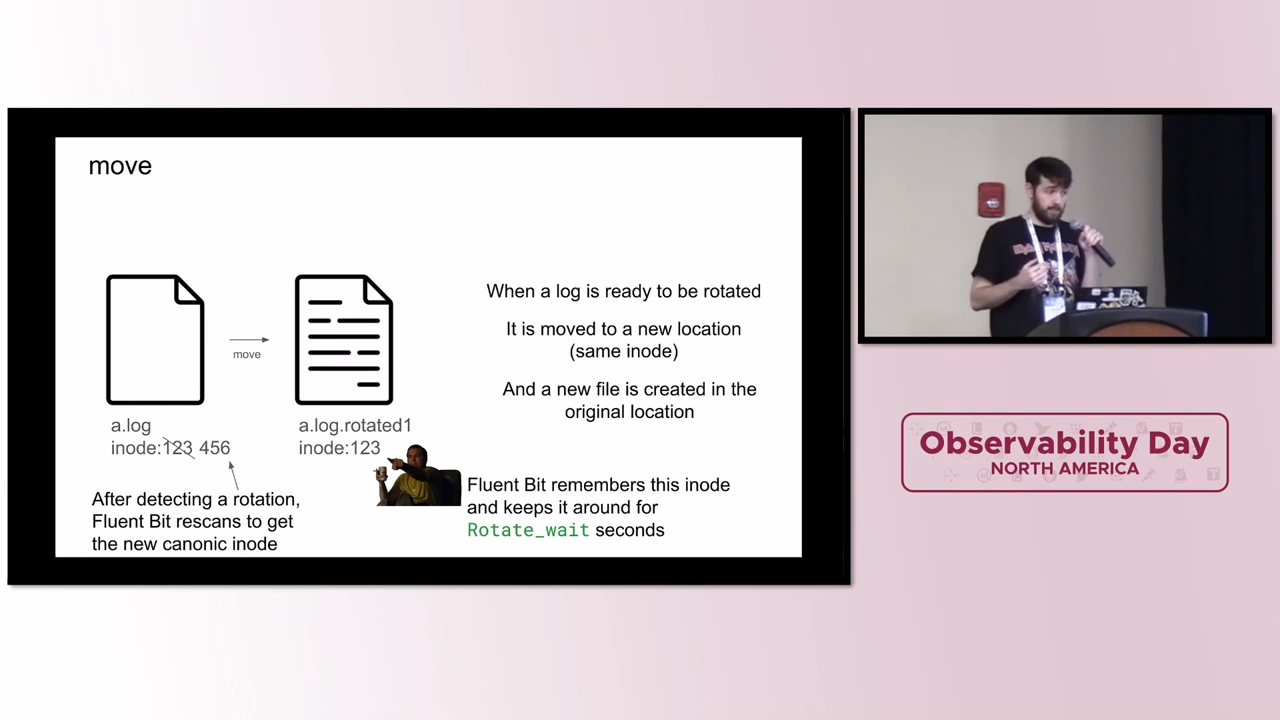 move
move
a.log
inode:123 456
a.log.rotated1
inode:123
After detecting a rotation,
Fluent Bit rescans to get
the new canonic inode
When a log is ready to be rotated
It is moved to a new location
(same inode)
And a new file is created in the
original location
Fluent Bit remembers this inode
and keeps it around for
Rotate_wait seconds
IRON MAIDEN
Observability Day
NORTH AMERICA